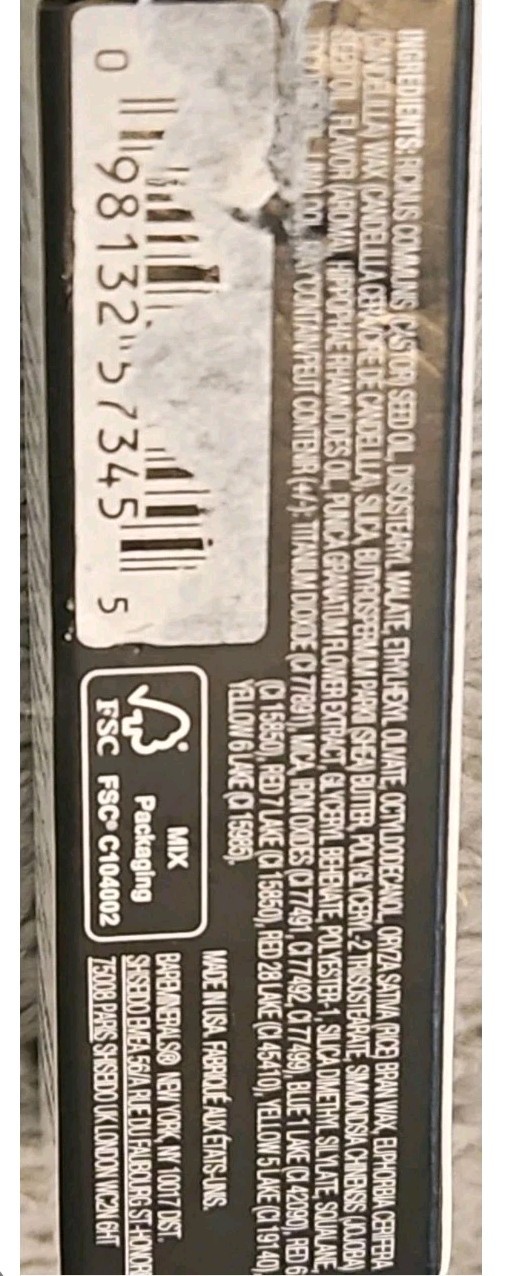 INGREDIENTS: RICINUS COMMUNIS (CASTOR) SEED OIL, DIISOSTEARYL MALATE, ETHYLHEXYL OLIVATE, OCTYLDODECANOL, ORYZA SATIVA (RICE) BRAN WAX, EUPHORBIA CERIFERA
(CANDELILLA) WAX / CANDELILLA CERA / CIRE DE CANDELILLA, SILICA, BUTYROSPERMUM PARKII (SHEA) BUTTER, POLYGLYCERYL-2 TRIISOSTEARATE, SIMMONDSIA CHINENSIS (JOJOBA)
SEED OIL, FLAVOR (AROMA), HIPPOPHAE RHAMNOIDES OIL, PUNICA GRANATUM FLOWER EXTRACT, GLYCERYL BEHENATE, POLYESTER-1, SILICA DIMETHYL SILYLATE, SQUALANE,
MAY CONTAIN/PEUT CONTENIR (+/-): TITANIUM DIOXIDE (CI 77891), MICA, IRON OXIDES (CI 77491, CI 77492, CI 77499), BLUE 1 LAKE (CI 42090), RED 6
(CI 15850), RED 7 LAKE (CI 15850), RED 28 LAKE (CI 45410), YELLOW 5 LAKE (CI 19140),
YELLOW 6 LAKE (CI 15985).
0 98132 57345 5
MIX
Packaging
FSC FSC® C104002
MADE IN USA. FABRIQUÉ AUX ÉTATS-UNIS.
BAREMINERALS® NEW YORK, NY 10017 DIST.
SHISEIDO EMEA 56A RUE DU FAUBOURG ST-HONORÉ
75008 PARIS SHISEIDO UK LONDON WC2N 6HT